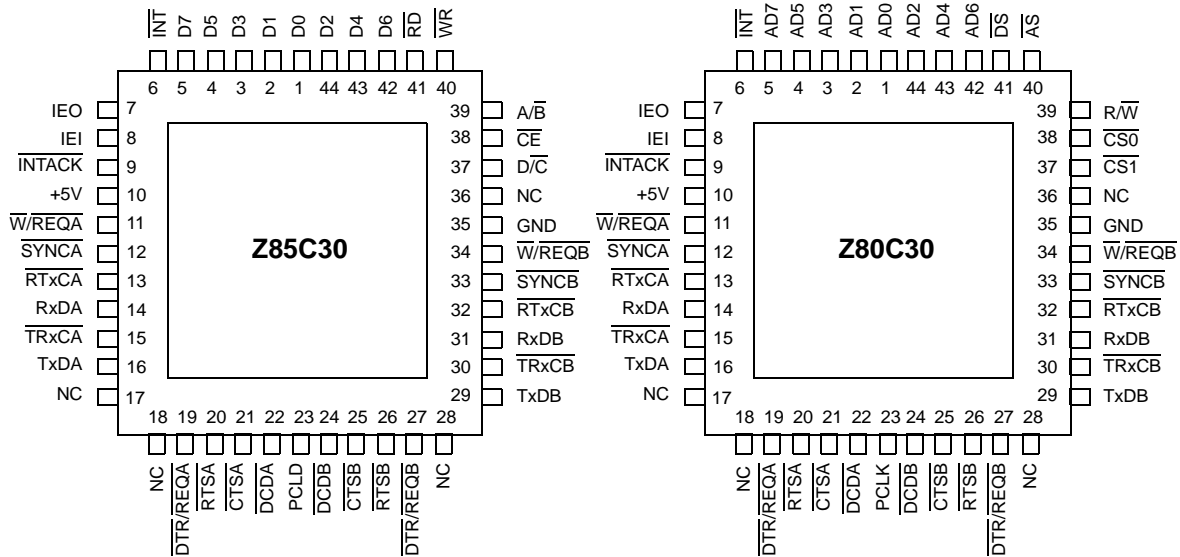 INT D7 D5 D3 D1 D0 D2 D4 D6 RD WR
6 5 4 3 2 1 44 43 42 41 40
IEO 7 39 A/B
IEI 8 38 CE
INTACK 9 37 D/C
+5V 10 36 NC
W/REQA 11 35 GND
SYNCA 12 34 W/REQB
RTxCA 13 33 SYNCB
RxDA 14 32 RTxCB
TRxCA 15 31 RxDB
TxDA 16 30 TRxCB
NC 17 29 TxDB
Z85C30
18 19 20 21 22 23 24 25 26 27 28
NC DTR/REQA RTSA CTSA DCDA PCLD DCDB CTSB RTSB DTR/REQB NC
INT AD7 AD5 AD3 AD1 AD0 AD2 AD4 AD6 DS AS
6 5 4 3 2 1 44 43 42 41 40
IEO 7 39 R/W
IEI 8 38 CS0
INTACK 9 37 CS1
+5V 10 36 NC
W/REQA 11 35 GND
SYNCA 12 34 W/REQB
RTxCA 13 33 SYNCB
RxDA 14 32 RTxCB
TRxCA 15 31 RxDB
TxDA 16 30 TRxCB
NC 17 29 TxDB
Z80C30
18 19 20 21 22 23 24 25 26 27 28
NC DTR/REQA RTSA CTSA DCDA PCLK DCDB CTSB RTSB DTR/REQB NC